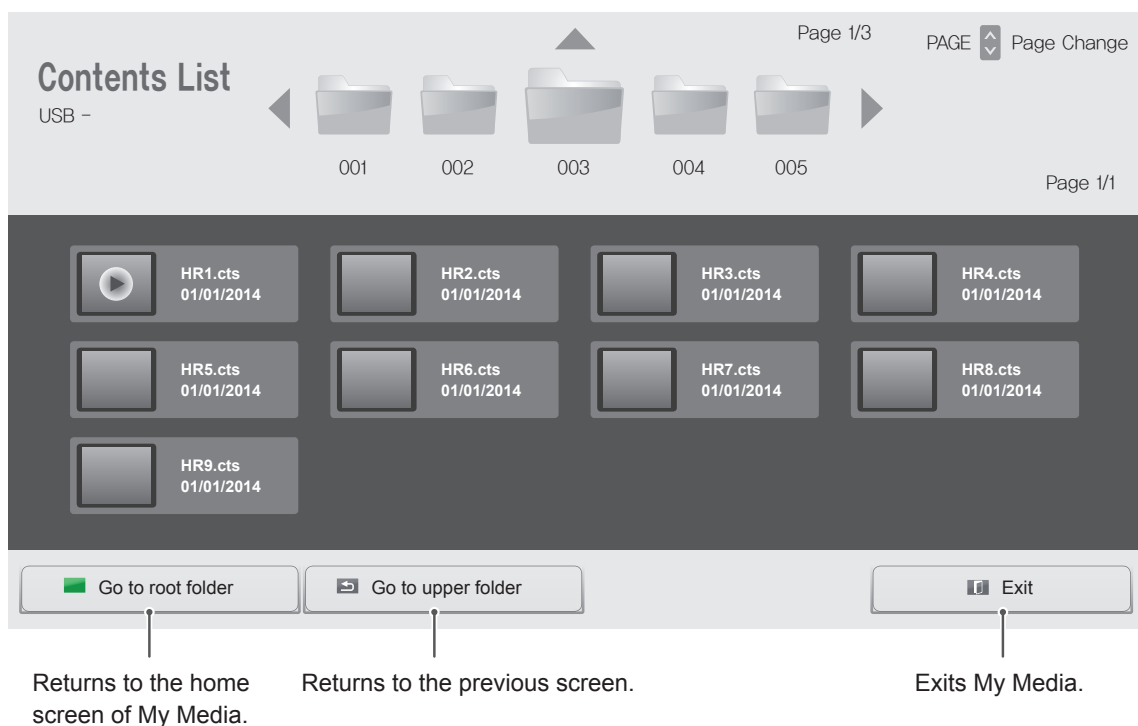 Page 1/3
PAGE Page Change
Contents List
USB -
001 002 003 004 005
Page 1/1
HR1.cts HR2.cts HR3.cts HR4.cts
01/01/2014 01/01/2014 01/01/2014 01/01/2014
HR5.cts HR6.cts HR7.cts HR8.cts
01/01/2014 01/01/2014 01/01/2014 01/01/2014
HR9.cts
01/01/2014
Go to root folder Go to upper folder Exit
Returns to the home Returns to the previous screen. Exits My Media.
screen of My Media.